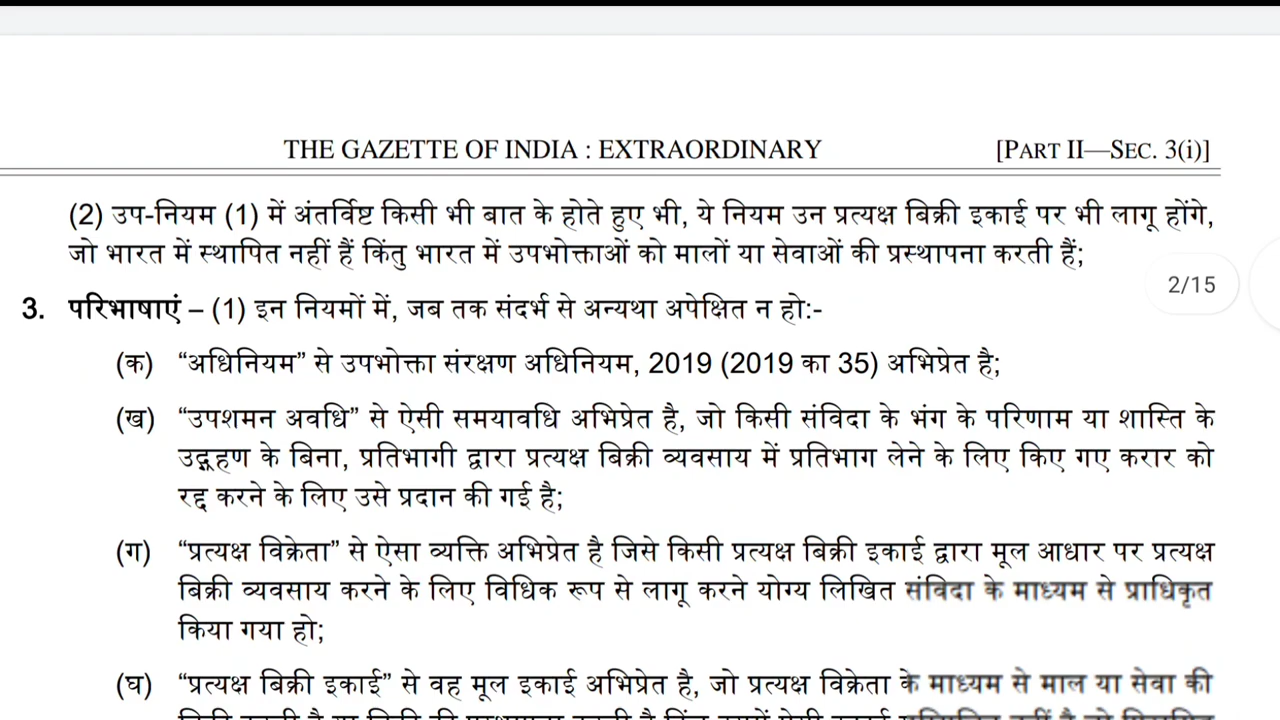 THE GAZETTE OF INDIA : EXTRAORDINARY [PART II—SEC. 3(i)]
(2) उप-नियम (1) में अंतर्विष्ट किसी भी बात के होते हुए भी, ये नियम उन प्रत्यक्ष बिक्री इकाई पर भी लागू होंगे,
जो भारत में स्थापित नहीं हैं किंतु भारत में उपभोक्ताओं को मालों या सेवाओं की प्रस्थापना करती हैं;
2/15
3. परिभाषाएं – (1) इन नियमों में, जब तक संदर्भ से अन्यथा अपेक्षित न हो:-
(क) “अधिनियम” से उपभोक्ता संरक्षण अधिनियम, 2019 (2019 का 35) अभिप्रेत है;
(ख) “उपशमन अवधि” से ऐसी समयावधि अभिप्रेत है, जो किसी संविदा के भंग के परिणाम या शास्ति के
उद्ग्रहण के बिना, प्रतिभागी द्वारा प्रत्यक्ष बिक्री व्यवसाय में प्रतिभाग लेने के लिए किए गए करार को
रद्द करने के लिए उसे प्रदान की गई है;
(ग) “प्रत्यक्ष विक्रेता” से ऐसा व्यक्ति अभिप्रेत है जिसे किसी प्रत्यक्ष बिक्री इकाई द्वारा मूल आधार पर प्रत्यक्ष
बिक्री व्यवसाय करने के लिए विधिक रूप से लागू करने योग्य लिखित संविदा के माध्यम से प्राधिकृत
किया गया हो;
(घ) “प्रत्यक्ष बिक्री इकाई” से वह मूल इकाई अभिप्रेत है, जो प्रत्यक्ष विक्रेता के माध्यम से माल या सेवा की